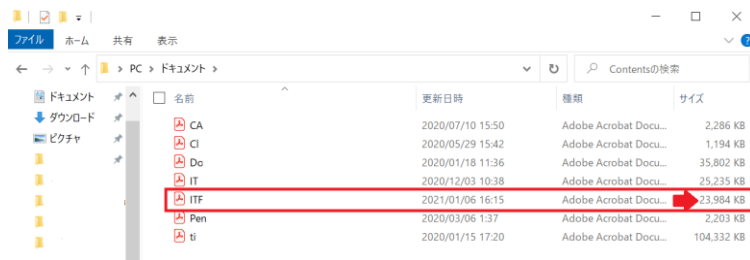 ファイル ホーム 共有 表示
PC ドキュメント Contentsの検索
ドキュメント
ダウンロード
ピクチャ
名前 更新日時 種類 サイズ
CA 2020/07/10 15:50 Adobe Acrobat Docu... 2,286 KB
Cl 2020/05/29 15:42 Adobe Acrobat Docu... 1,194 KB
Do 2020/01/18 11:36 Adobe Acrobat Docu... 35,802 KB
IT 2020/12/03 10:38 Adobe Acrobat Docu... 25,235 KB
ITF 2021/01/06 16:15 Adobe Acrobat Docu... 23,984 KB
Pen 2020/03/06 1:37 Adobe Acrobat Docu... 2,203 KB
ti 2020/01/15 17:20 Adobe Acrobat Docu... 104,332 KB